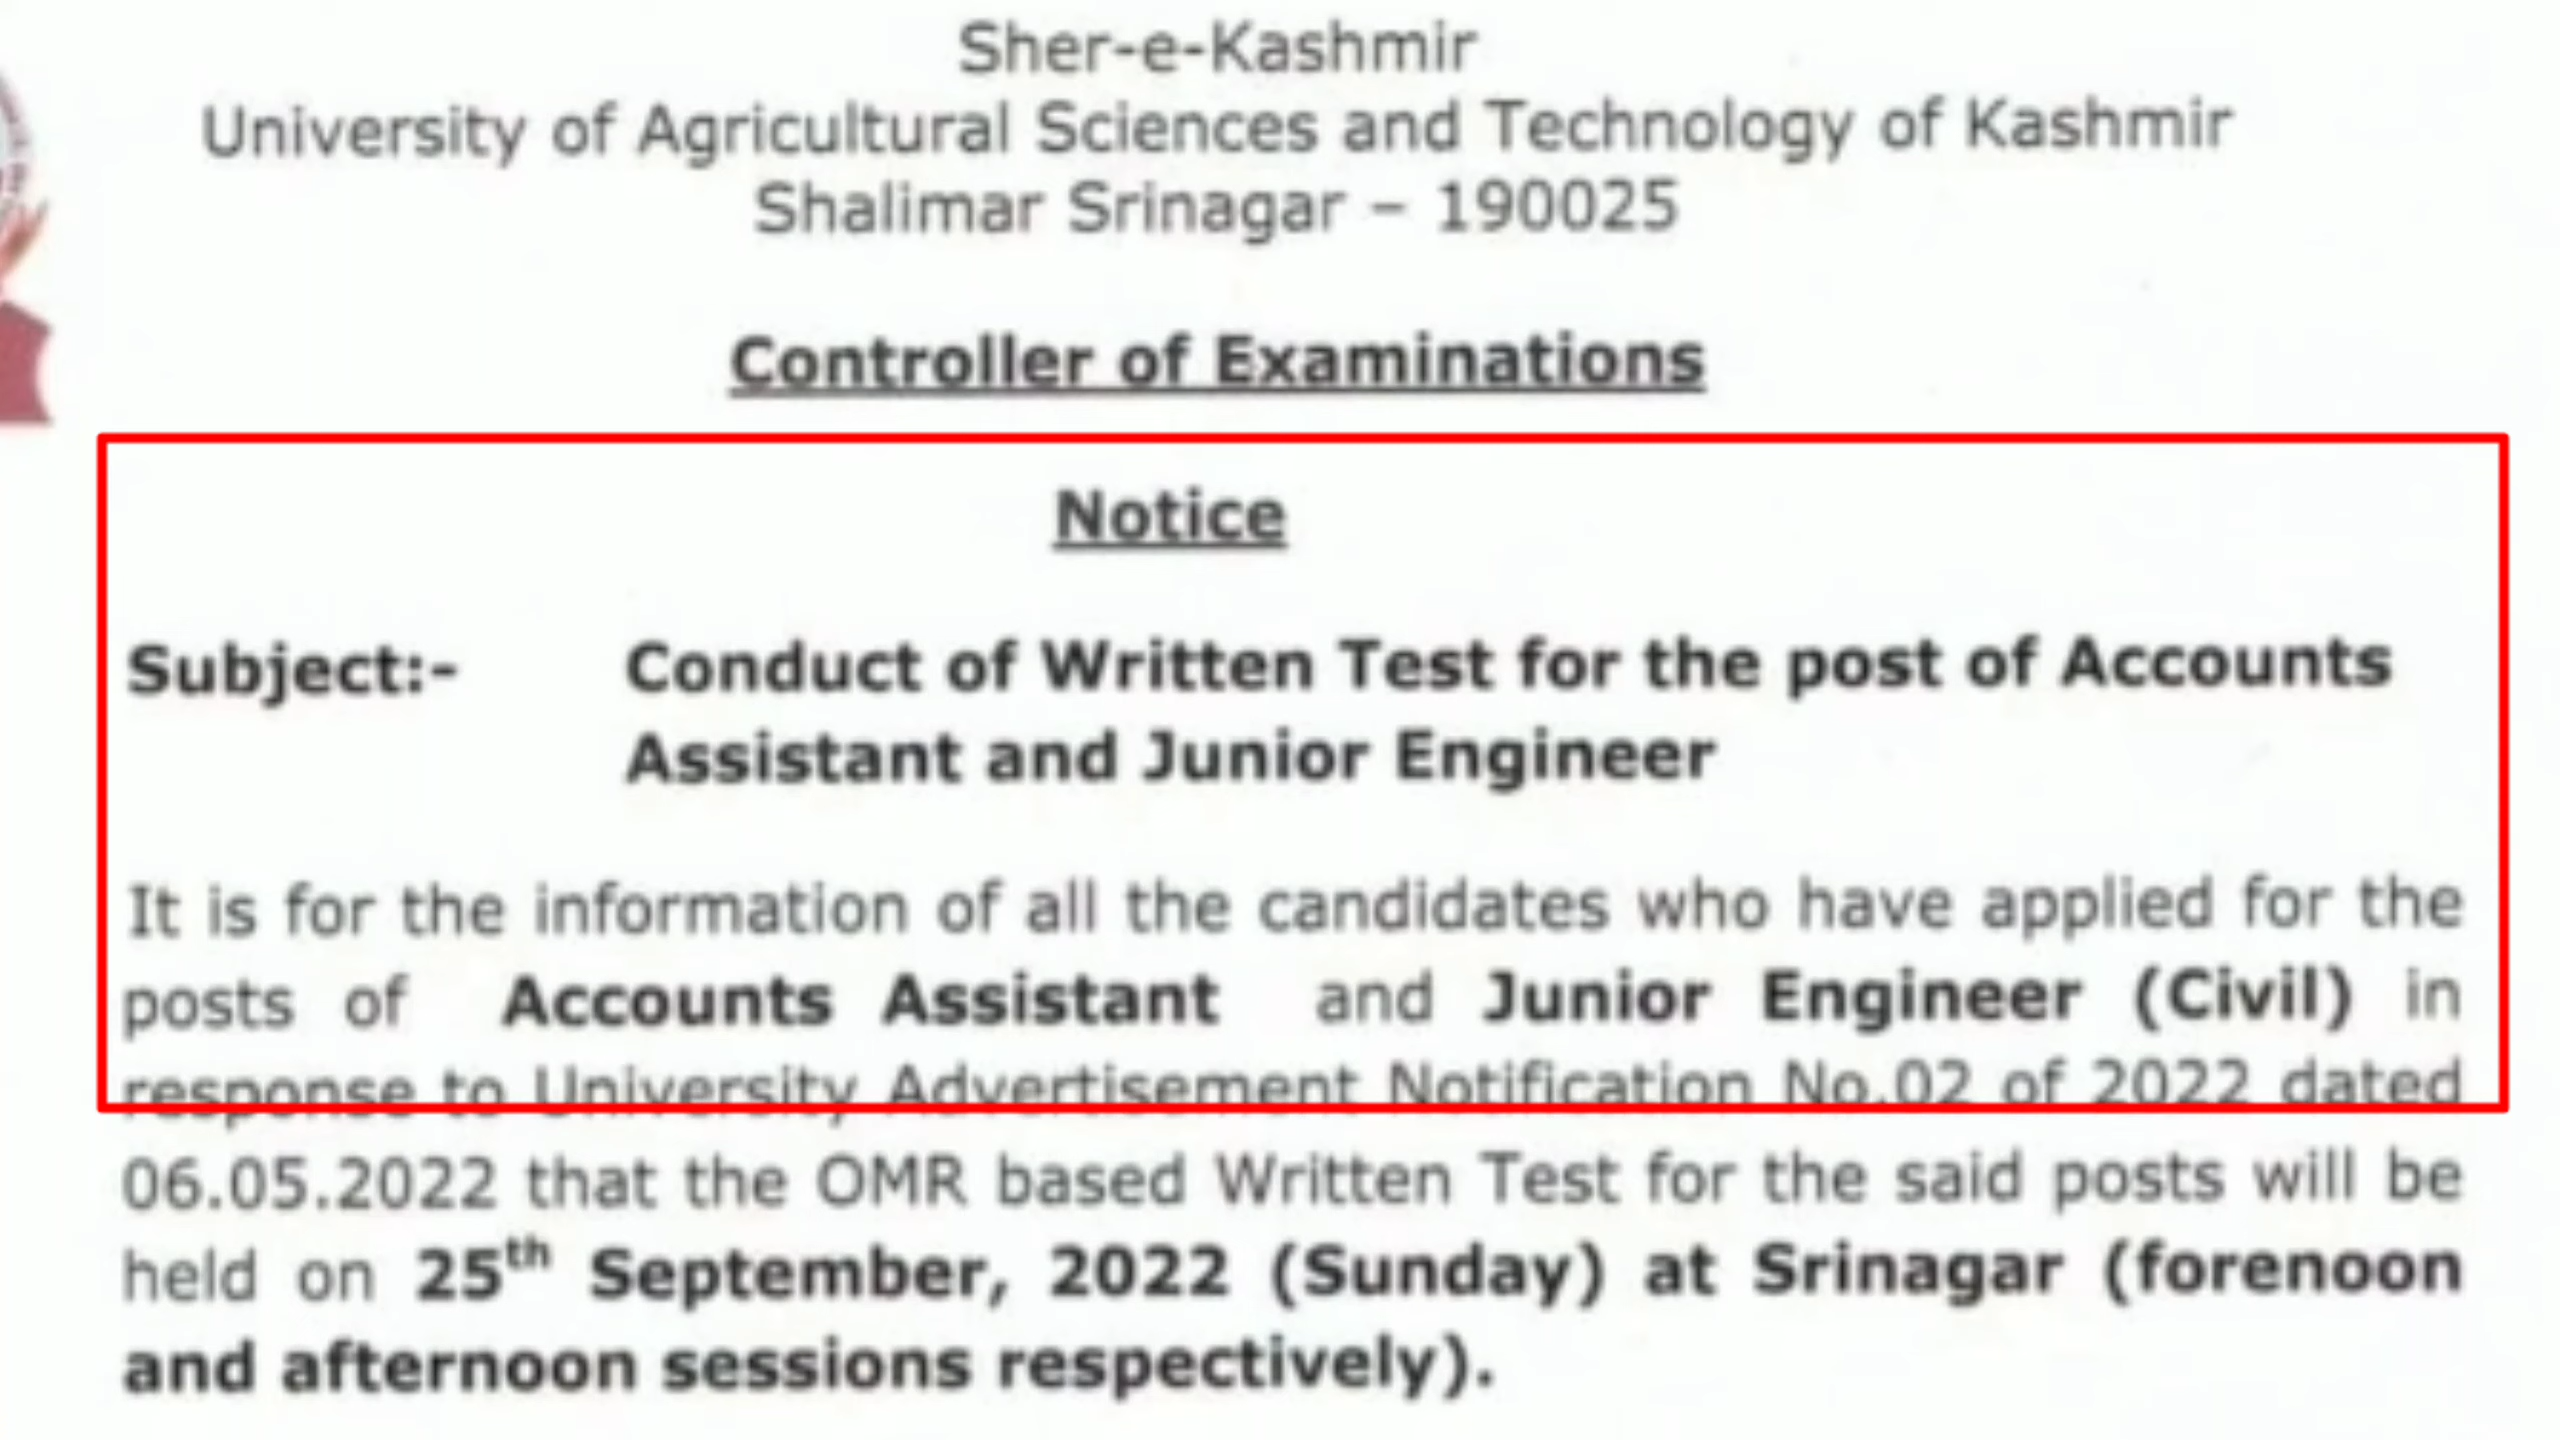 Sher-e-Kashmir
University of Agricultural Sciences and Technology of Kashmir
Shalimar Srinagar – 190025
Controller of Examinations
Notice
Subject:- Conduct of Written Test for the post of Accounts
Assistant and Junior Engineer
It is for the information of all the candidates who have applied for the
posts of Accounts Assistant and Junior Engineer (Civil) in
response to University Advertisement Notification No.02 of 2022 dated
06.05.2022 that the OMR based Written Test for the said posts will be
held on 25th September, 2022 (Sunday) at Srinagar (forenoon
and afternoon sessions respectively).